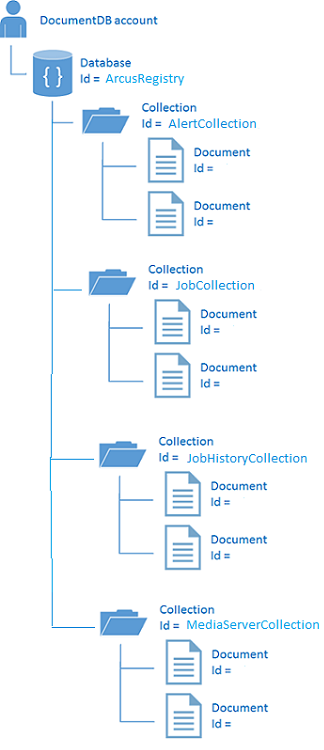 DocumentDB account
Database
Id = ArcusRegistry
{ }
Collection
Id = AlertCollection
Document
Id =
Document
Id =
Collection
Id = JobCollection
Document
Id =
Document
Id =
Collection
Id = JobHistoryCollection
Document
Id =
Document
Id =
Collection
Id = MediaServerCollection
Document
Id =
Document
Id =